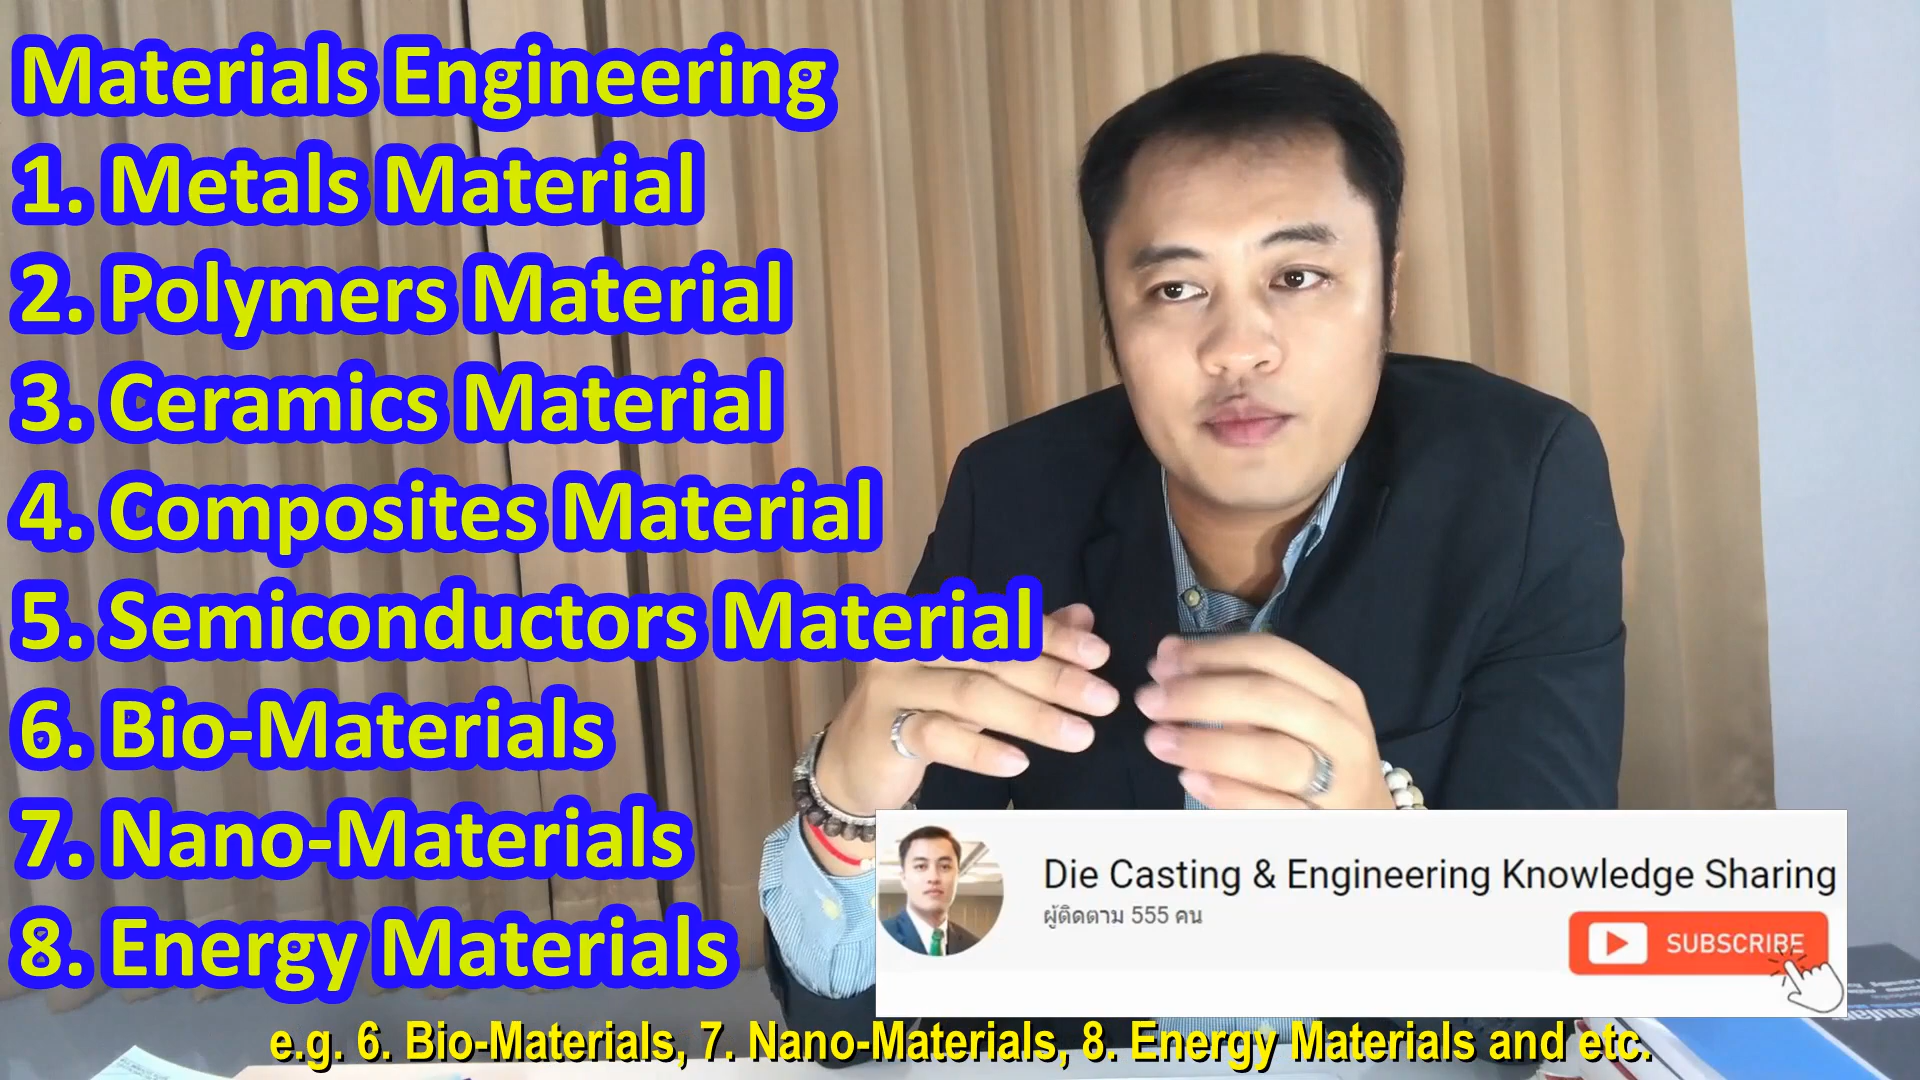 Materials Engineering
1. Metals Material
2. Polymers Material
3. Ceramics Material
4. Composites Material
5. Semiconductors Material
6. Bio-Materials
7. Nano-Materials
8. Energy Materials
Die Casting & Engineering Knowledge Sharing
ผู้ติดตาม 555 คน
SUBSCRIBE
e.g. 6. Bio-Materials, 7. Nano-Materials, 8. Energy Materials and etc.